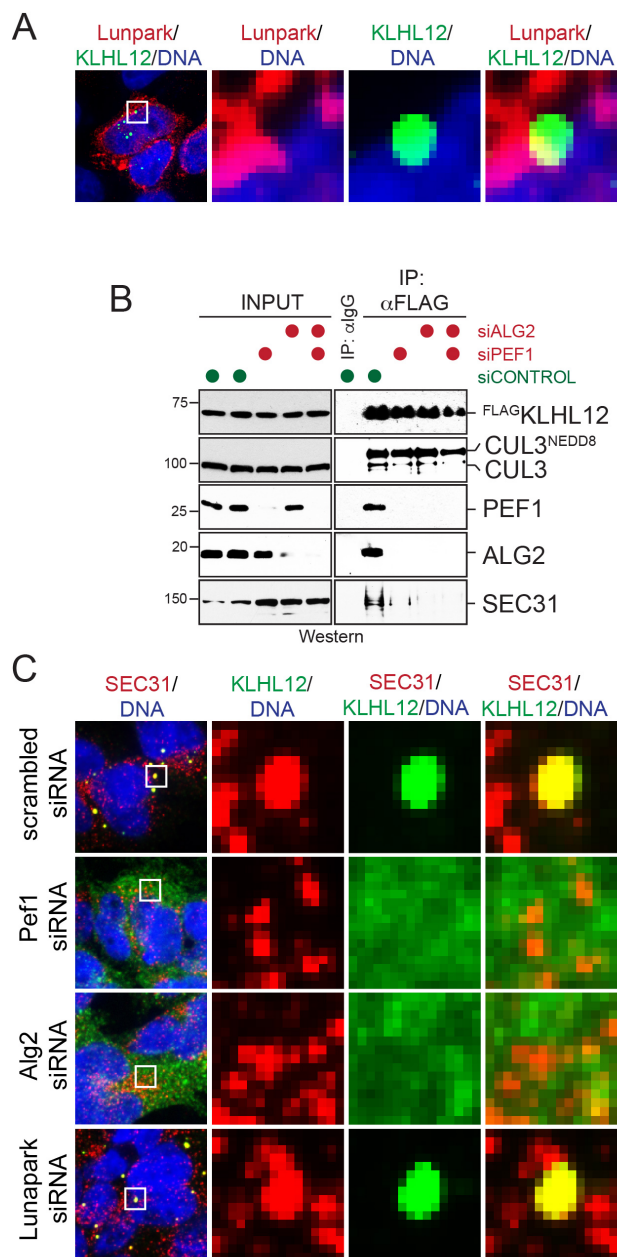 A
Lunpark/
KLHL12/DNA
Lunpark/
DNA
KLHL12/
DNA
Lunpark/
KLHL12/DNA
B
INPUT
IP: αIgG
IP:
αFLAG
siALG2
siPEF1
siCONTROL
75
FLAGKLHL12
100
CUL3NEDD8
CUL3
25
PEF1
20
ALG2
150
SEC31
Western
C
SEC31/
DNA
KLHL12/
DNA
SEC31/
KLHL12/DNA
SEC31/
KLHL12/DNA
scrambled
siRNA
Pef1
siRNA
Alg2
siRNA
Lunapark
siRNA